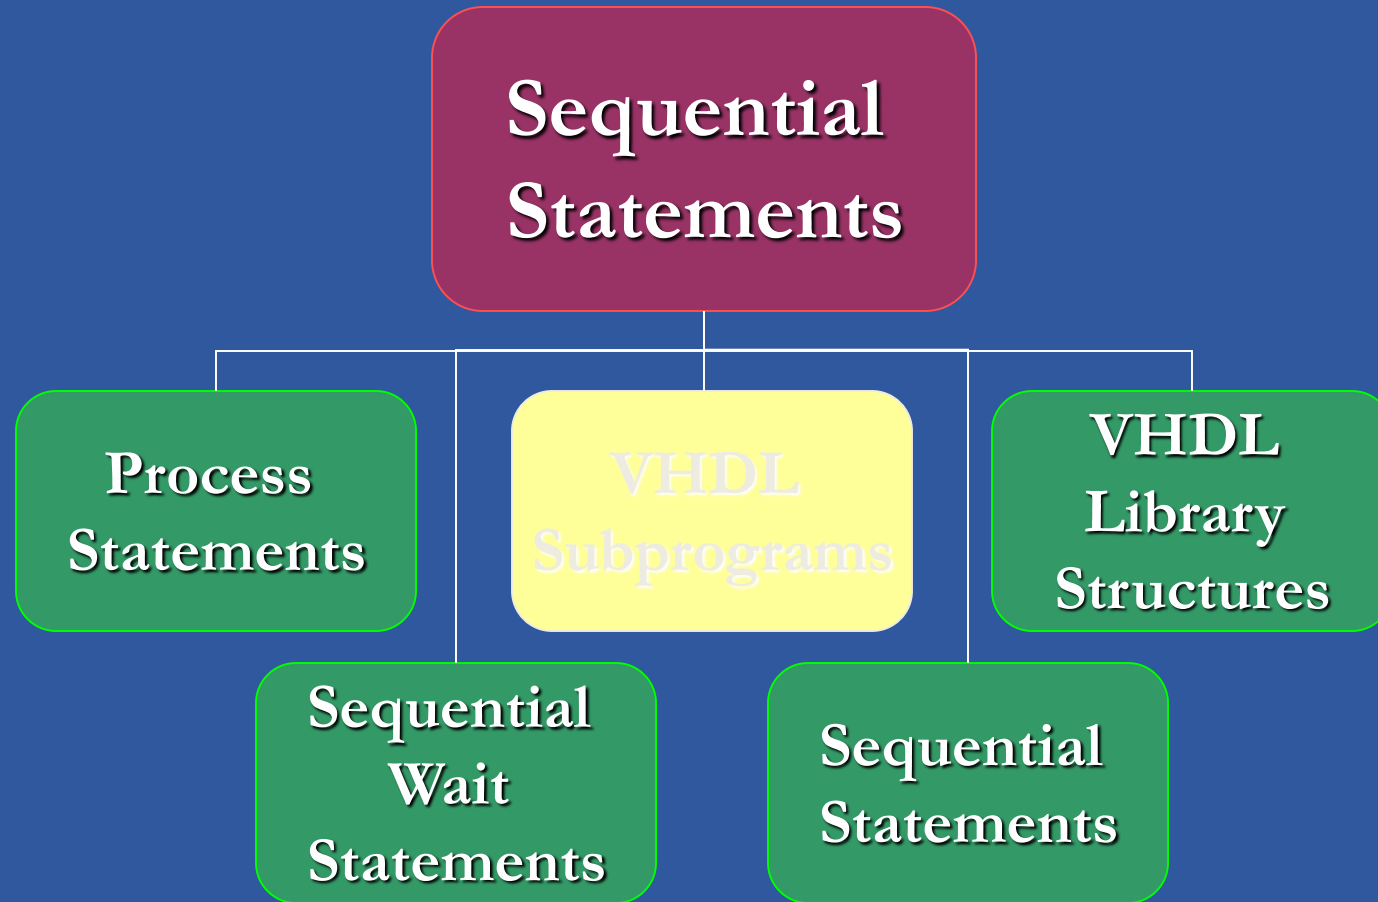 Sequential
Statements
Process
Statements
VHDL
Subprograms
VHDL
Library
Structures
Sequential
Wait
Statements
Sequential
Statements